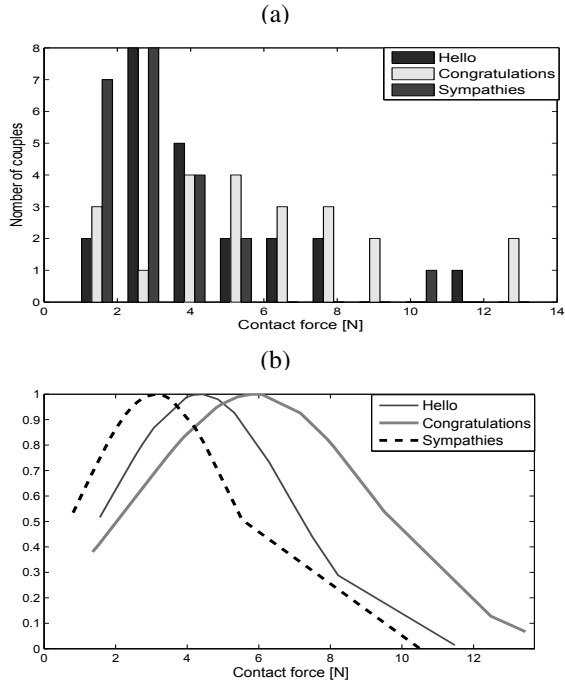 (a)
8
7
6
5
4
3
2
1
0
Nomber of couples
Hello
Congratulations
Sympathies
0 2 4 6 8 10 12 14
Contact force [N]
(b)
1
0.9
0.8
0.7
0.6
0.5
0.4
0.3
0.2
0.1
0
Hello
Congratulations
Sympathies
0 2 4 6 8 10 12
Contact force [N]